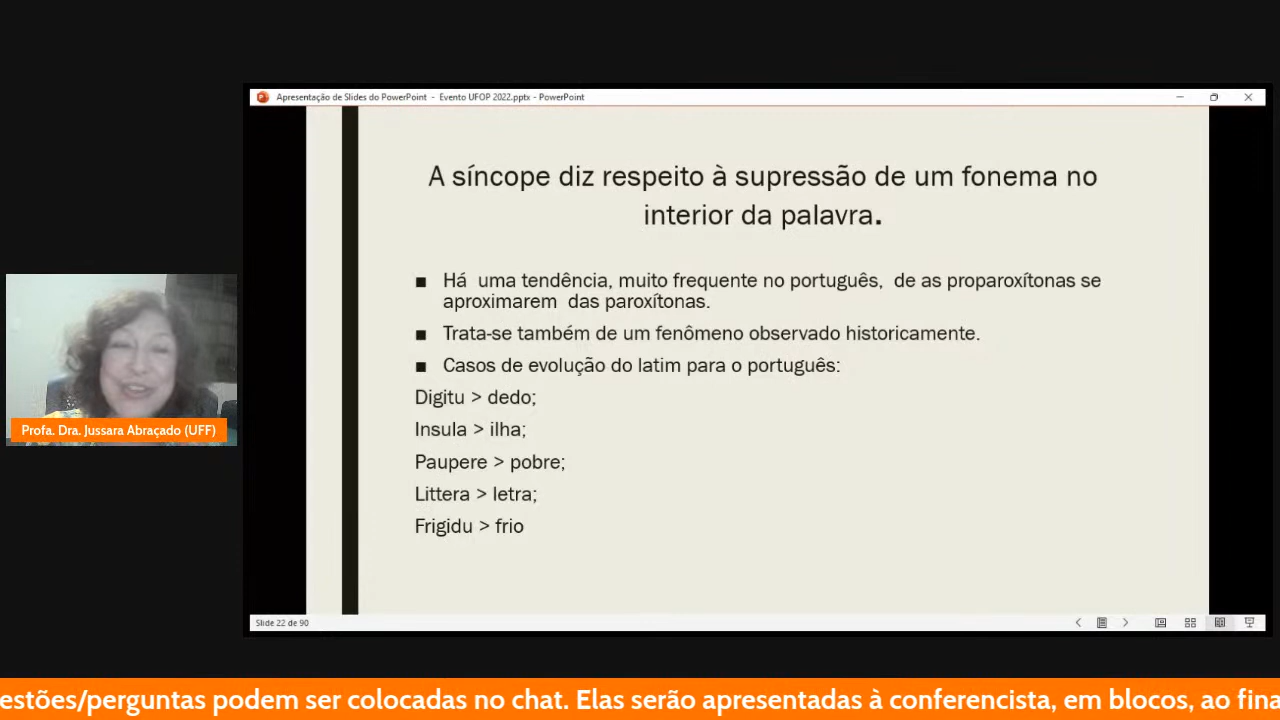 Apresentação de Slides do PowerPoint - Evento UFOP 2022.pptx - PowerPoint
A síncope diz respeito à supressão de um fonema no
interior da palavra.
■ Há uma tendência, muito frequente no português, de as proparoxítonas se
aproximarem das paroxítonas.
■ Trata-se também de um fenômeno observado historicamente.
■ Casos de evolução do latim para o português:
Digitu > dedo;
Insula > ilha;
Paupere > pobre;
Littera > letra;
Frigidu > frio
Profa. Dra. Jussara Abraçado (UFF)
Slide 22 de 90
estões/perguntas podem ser colocadas no chat. Elas serão apresentadas à conferencista, em blocos, ao fina